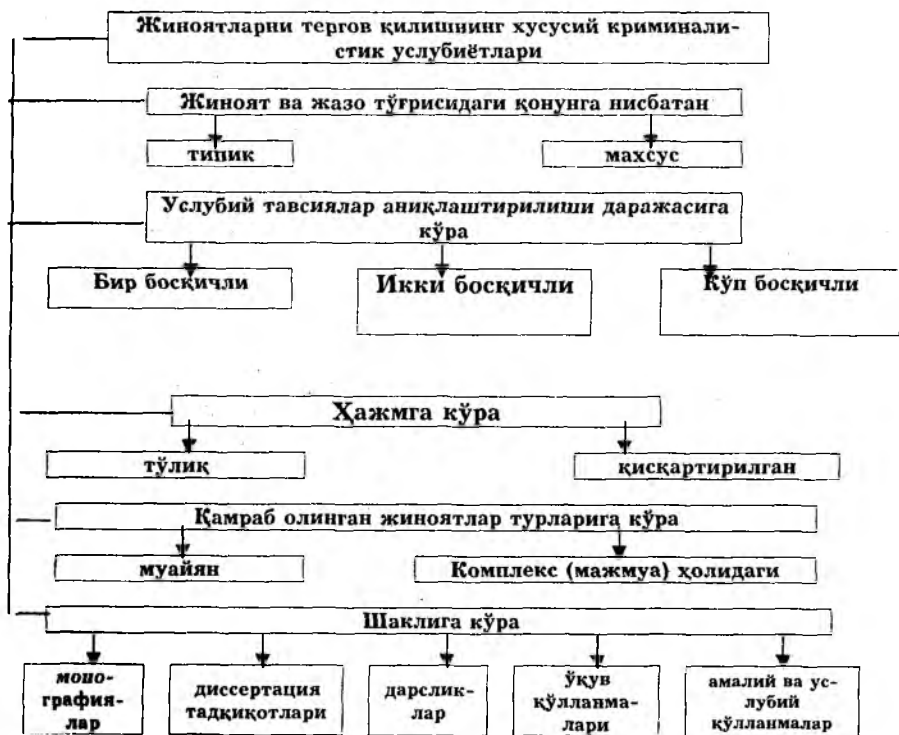 Жиноятларни тергов қилишнинг хусусий криминали-
стик услубиётлари
Жиноят ва жазо тўғрисидаги қонунга нисбатан
типик
махсус
Услубий тавсиялар аниқлаштирилиши даражасига
кўра
Бир босқичли
Икки босқичли
Кўп босқичли
Ҳажмга кўра
тўлиқ
қисқартирилган
Қамраб олинган жиноятлар турларига кўра
муайян
Комплекс (мажмуа) ҳолидаги
Шаклига кўра
моно-
графия-
лар
диссертация
тадқиқотлари
дарслик-
лар
ўқув
қўлланма-
лари
амалий ва ус-
лубий
қўлланмалар